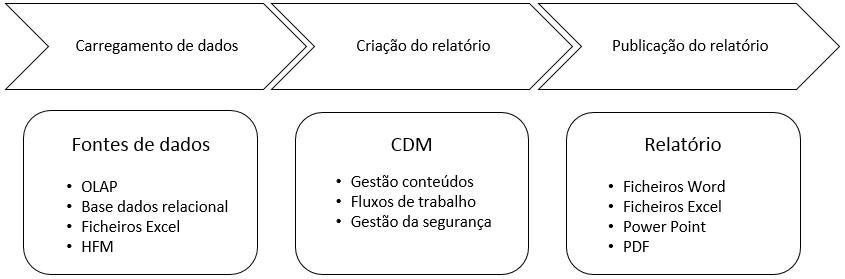 Carregamento de dados
Criação do relatório
Publicação do relatório
Fontes de dados
• OLAP
• Base dados relacional
• Ficheiros Excel
• HFM
CDM
• Gestão conteúdos
• Fluxos de trabalho
• Gestão da segurança
Relatório
• Ficheiros Word
• Ficheiros Excel
• Power Point
• PDF